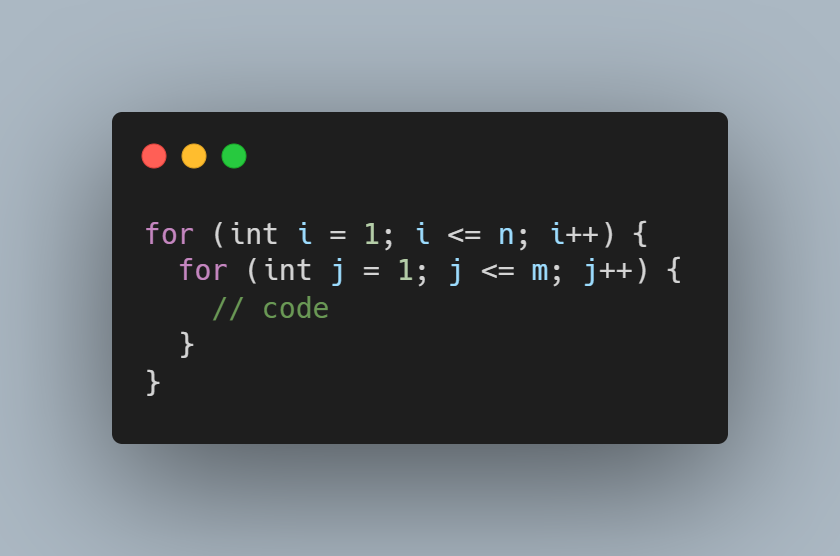 for (int i = 1; i <= n; i++) {
  for (int j = 1; j <= m; j++) {
    // code
  }
}